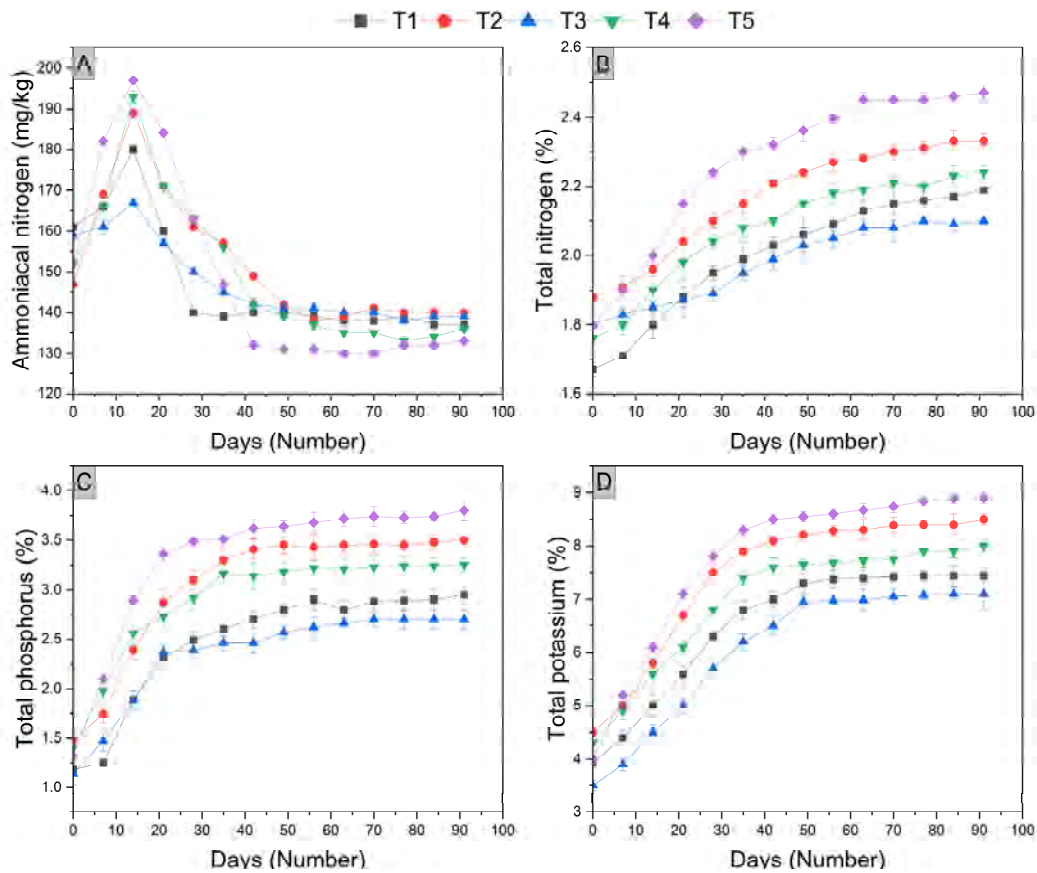 T1 T2 T3 T4 T5
A
Ammoniacal nitrogen (mg/kg)
200
190
180
170
160
150
140
130
120
0 10 20 30 40 50 60 70 80 90 100
Days (Number)
B
Total nitrogen (%)
2.6
2.4
2.2
2.0
1.8
1.6
0 10 20 30 40 50 60 70 80 90 100
Days (Number)
C
Total phosphorus (%)
4.0
3.5
3.0
2.5
2.0
1.5
1.0
0 10 20 30 40 50 60 70 80 90 100
Days (Number)
D
Total potassium (%)
9
8
7
6
5
4
3
0 10 20 30 40 50 60 70 80 90 100
Days (Number)